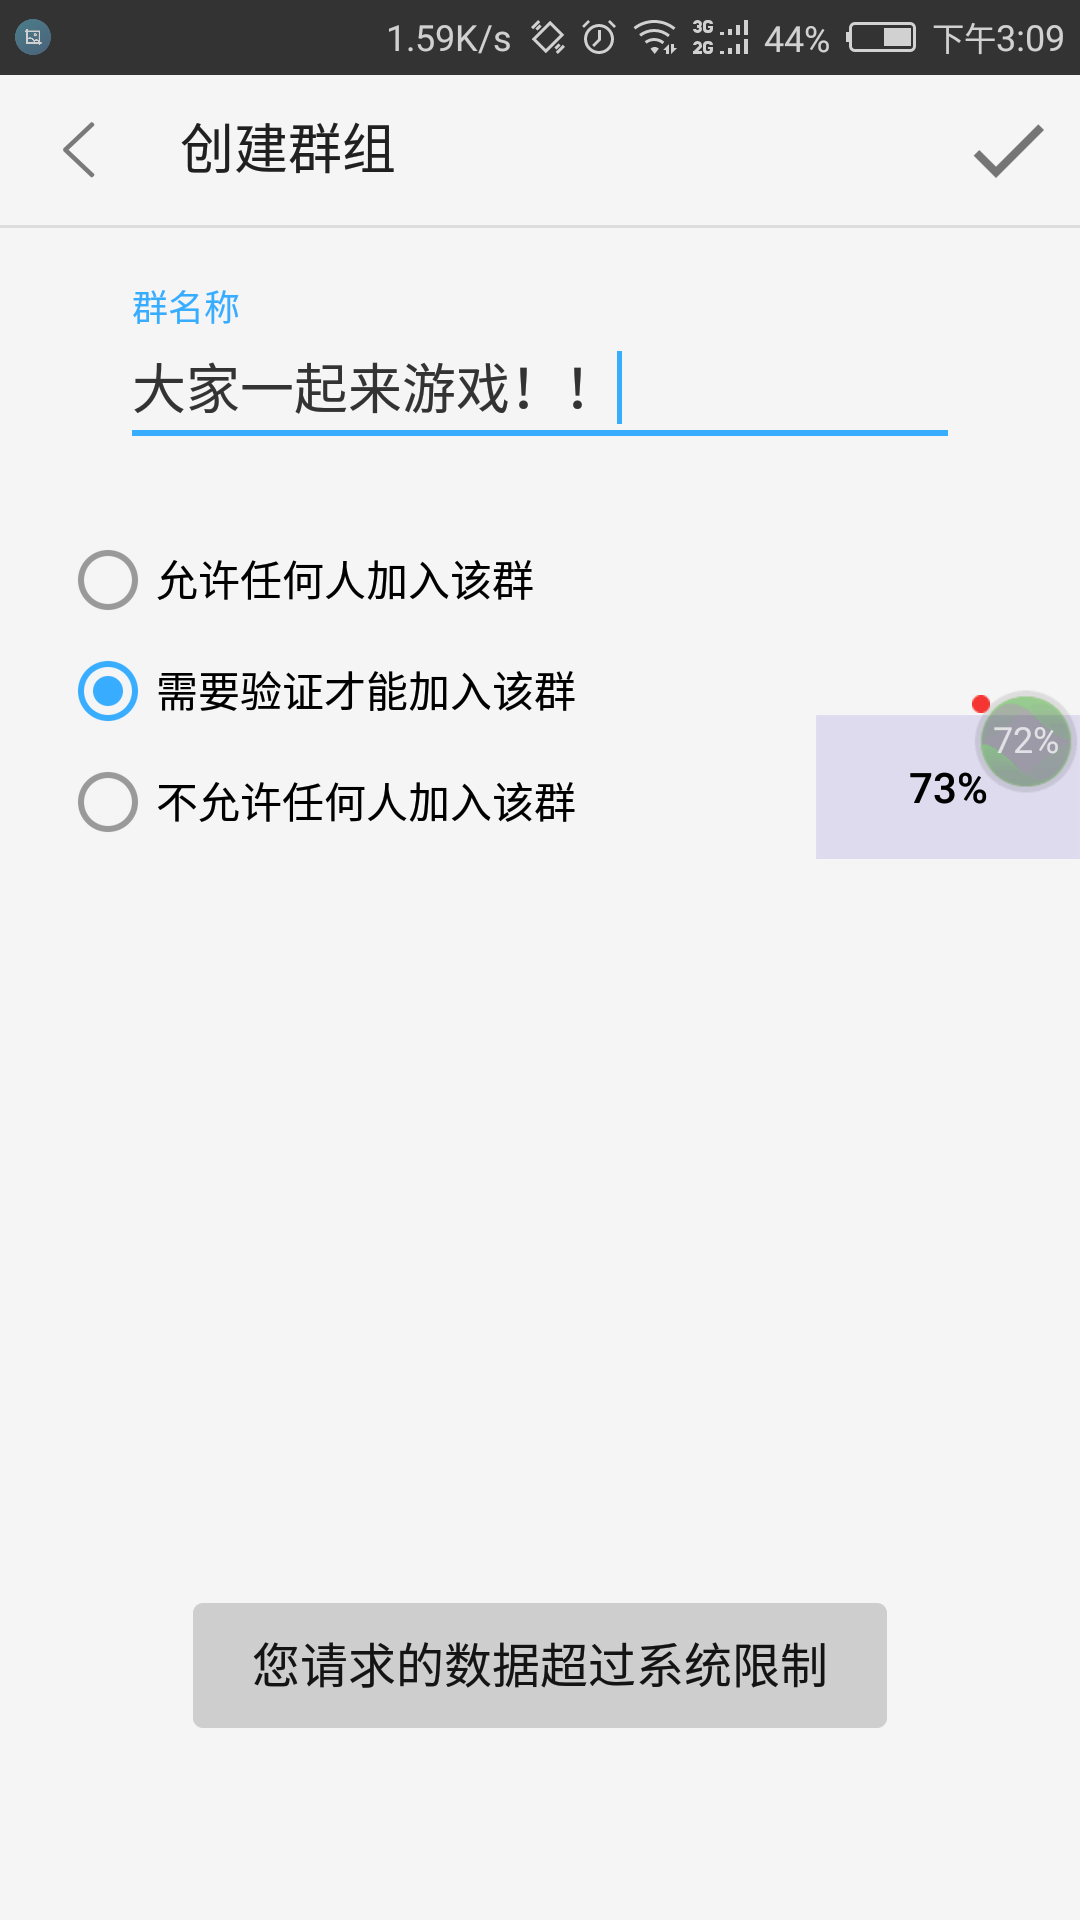 1.59K/s 3G 2G 44% 下午3:09
创建群组
群名称
大家一起来游戏！！
允许任何人加入该群
需要验证才能加入该群
72%
73%
不允许任何人加入该群
您请求的数据超过系统限制